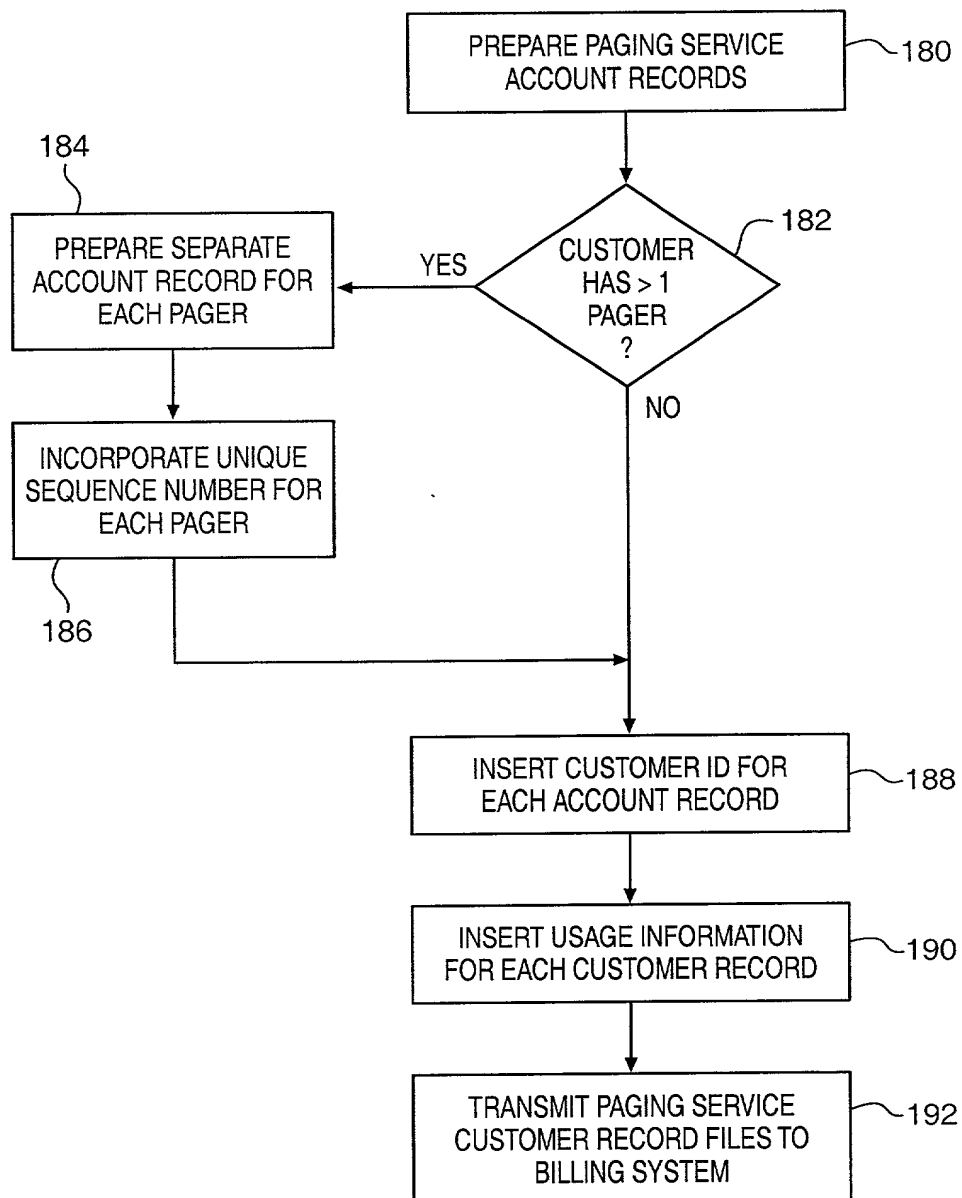 PREPARE PAGING SERVICE
ACCOUNT RECORDS
180
184
182
PREPARE SEPARATE
ACCOUNT RECORD FOR
EACH PAGER
YES
CUSTOMER
HAS > 1
PAGER
?
NO
INCORPORATE UNIQUE
SEQUENCE NUMBER FOR
EACH PAGER
186
INSERT CUSTOMER ID FOR
EACH ACCOUNT RECORD
188
INSERT USAGE INFORMATION
FOR EACH CUSTOMER RECORD
190
TRANSMIT PAGING SERVICE
CUSTOMER RECORD FILES TO
BILLING SYSTEM
192